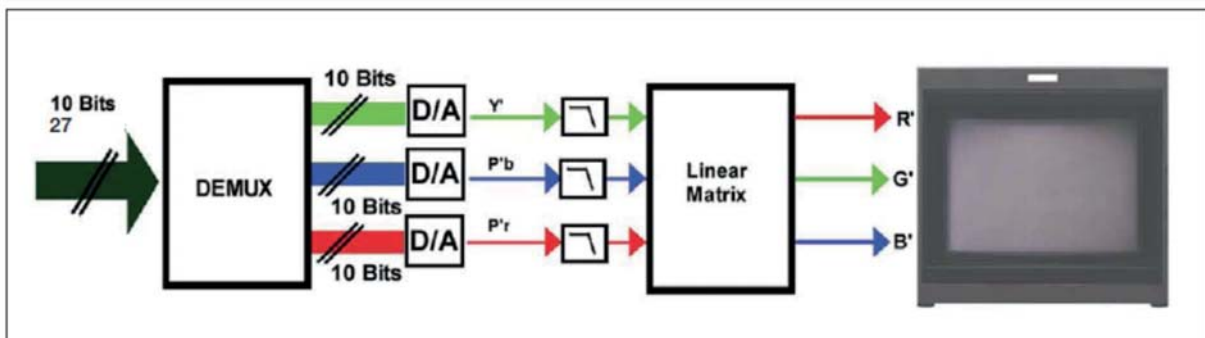 10 Bits
27
DEMUX
10 Bits
10 Bits
10 Bits
D/A
D/A
D/A
Y'
P'b
P'r
Linear
Matrix
R'
G'
B'